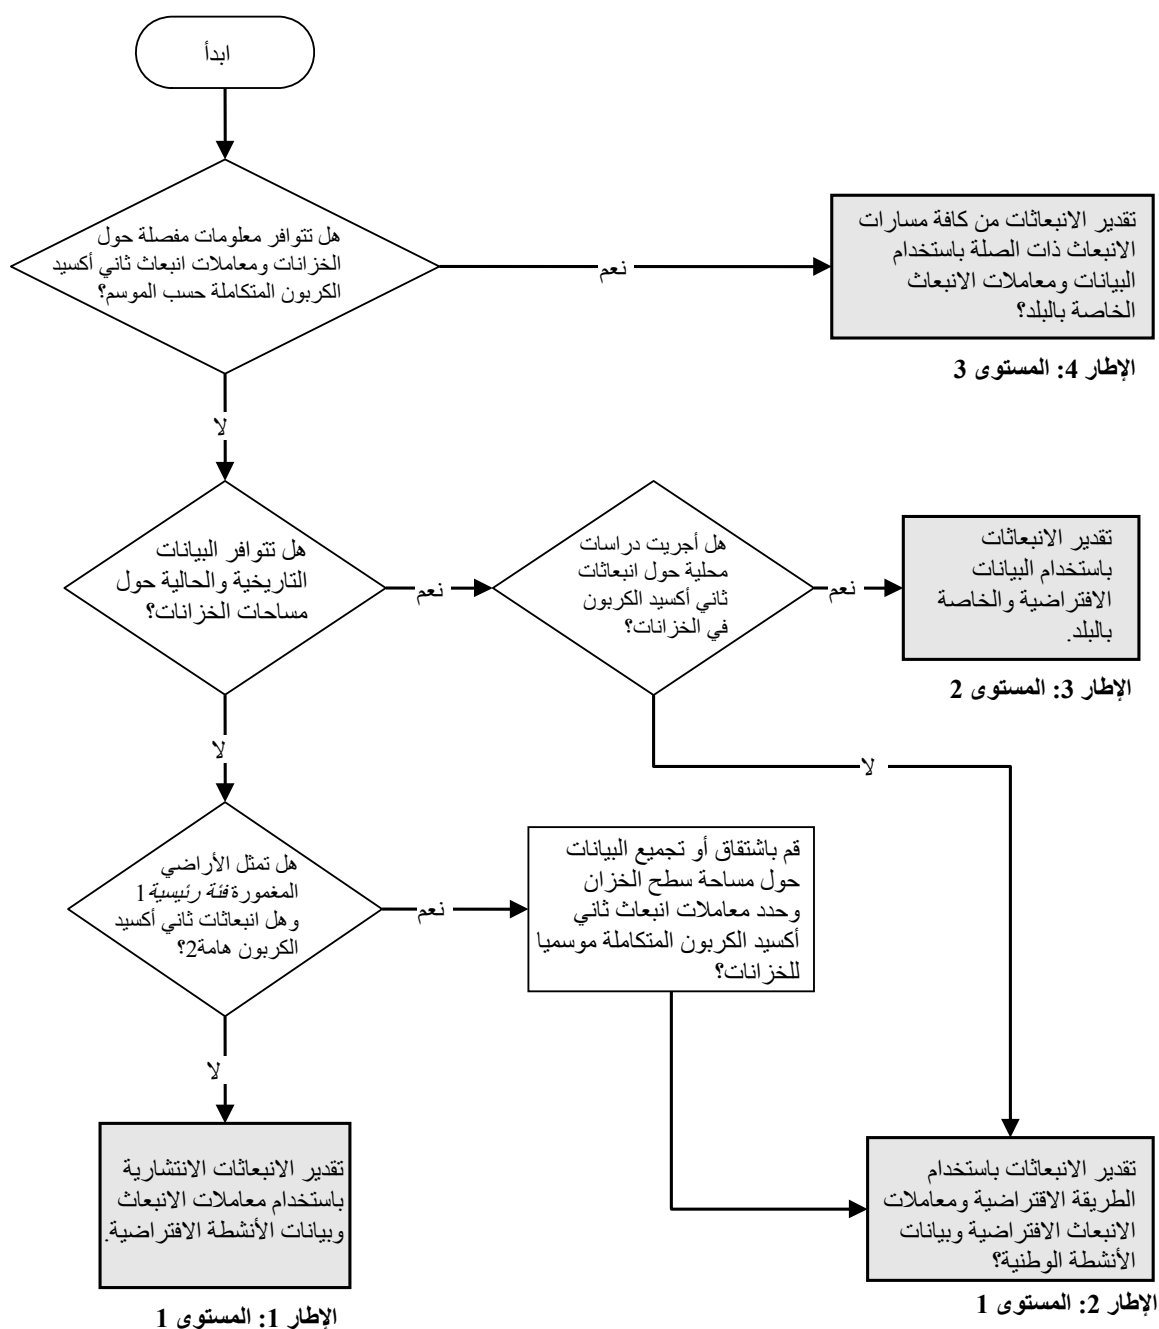 ابدأ
هل تتوافر معلومات مفصلة حول
الخزانات ومعاملات انبعاث ثاني أكسيد
الكربون المتكاملة حسب الموسم؟
نعم
تقدير الانبعاثات من كافة مسارات
الانبعاث ذات الصلة باستخدام
البيانات ومعاملات الانبعاث
الخاصة بالبلد؟
الإطار 4: المستوى 3
لا
هل تتوافر البيانات
التاريخية والحالية حول
مساحات الخزانات؟
نعم
هل أجريت دراسات
محلية حول انبعاثات
ثاني أكسيد الكربون
في الخزانات؟
نعم
تقدير الانبعاثات
باستخدام البيانات
الافتراضية والخاصة
بالبلد.
الإطار 3: المستوى 2
لا
لا
هل تمثل الأراضي
المغمورة فئة رئيسية1
وهل انبعاثات ثاني أكسيد
الكربون هامة2؟
نعم
قم باشتقاق أو تجميع البيانات
حول مساحة سطح الخزان
وحدد معاملات انبعاث ثاني
أكسيد الكربون المتكاملة موسميا
للخزانات؟
لا
تقدير الانبعاثات الانتشارية
باستخدام معاملات الانبعاث
وبيانات الأنشطة الافتراضية.
الإطار 1: المستوى 1
تقدير الانبعاثات باستخدام
الطريقة الاقتراضية ومعاملات
الانبعاث الافتراضية وبيانات
الأنشطة الوطنية؟
الإطار 2: المستوى 1